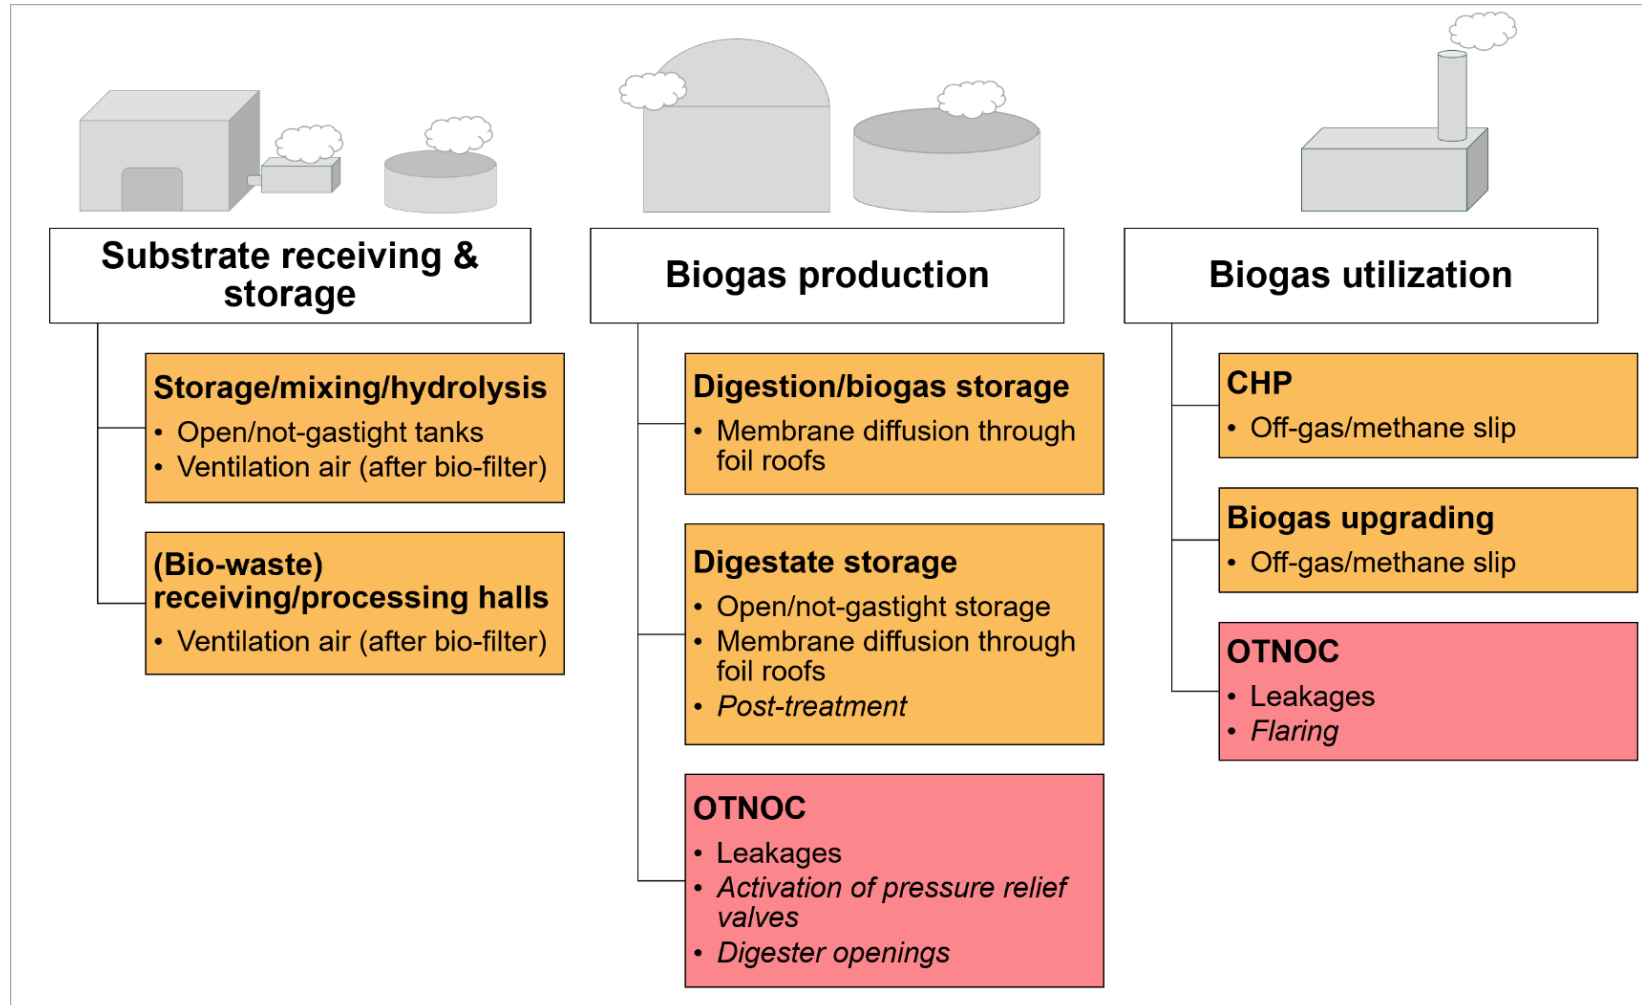 Substrate receiving &
storage
Storage/mixing/hydrolysis
• Open/not-gastight tanks
• Ventilation air (after bio-filter)
(Bio-waste)
receiving/processing halls
• Ventilation air (after bio-filter)
Biogas production
Digestion/biogas storage
• Membrane diffusion through
foil roofs
Digestate storage
• Open/not-gastight storage
• Membrane diffusion through
foil roofs
• Post-treatment
OTNOC
• Leakages
• Activation of pressure relief
valves
• Digester openings
Biogas utilization
CHP
• Off-gas/methane slip
Biogas upgrading
• Off-gas/methane slip
OTNOC
• Leakages
• Flaring